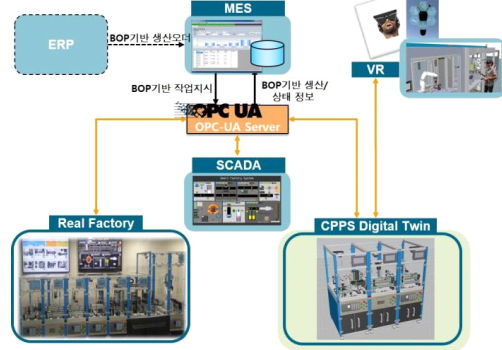 MES
ERP
BOP기반 생산오더
VR
BOP기반 작업지시
BOP기반 생산/
상태 정보
OPC UA
OPC-UA Server
SCADA
Real Factory
CPPS Digital Twin